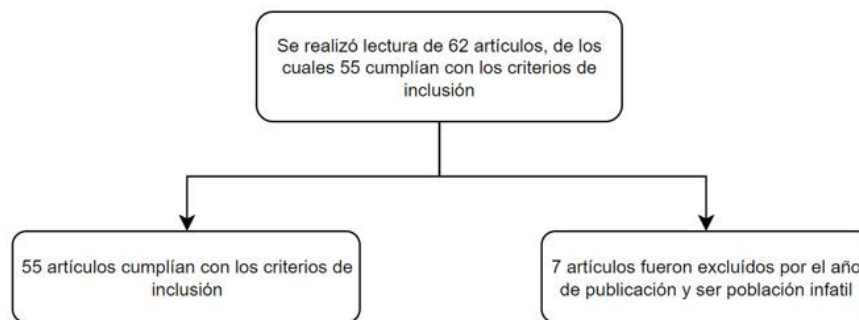 Se realizó lectura de 62 artículos, de los
cuales 55 cumplían con los criterios de
inclusión
55 artículos cumplían con los criterios de
inclusión
7 artículos fueron excluídos por el año
de publicación y ser población infatil